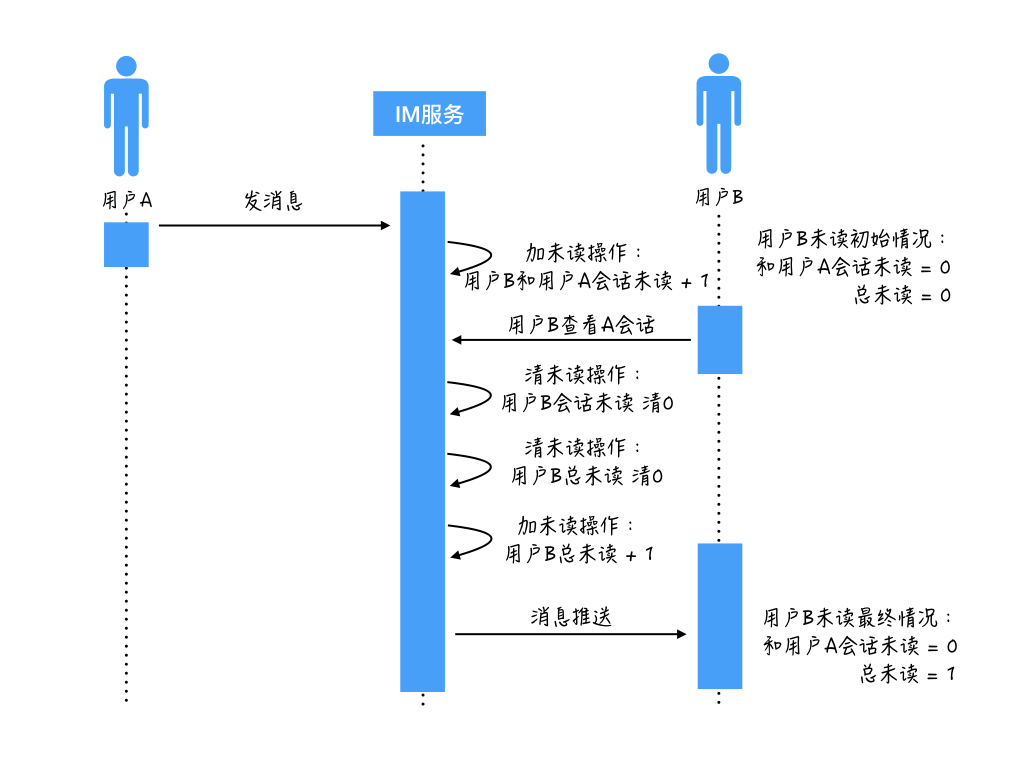 IM服务
用户A
用户B
发消息
用户B未读初始情况：
和用户A会话未读 = 0
总未读 = 0
加未读操作：
用户B和用户A会话未读 + 1
用户B查看A会话
清未读操作：
用户B会话未读 清0
清未读操作：
用户B总未读 清0
加未读操作：
用户B总未读 + 1
消息推送
用户B未读最终情况：
和用户A会话未读 = 0
总未读 = 1